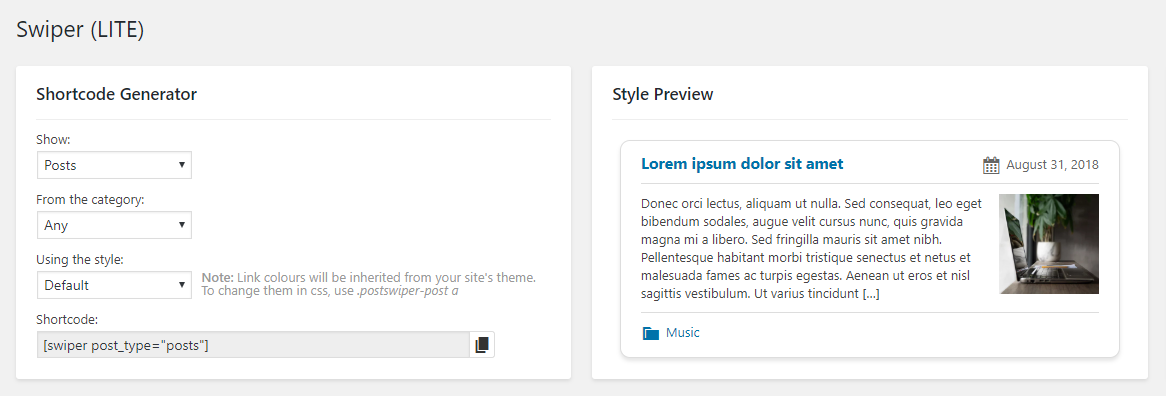 Swiper (LITE)
Shortcode Generator
Show:
Posts
From the category:
Any
Using the style:
Default
Note: Link colours will be inherited from your site's theme.
To change them in css, use .postswiper-post a
Shortcode:
[swiper post_type="posts"]
Style Preview
Lorem ipsum dolor sit amet
August 31, 2018
Donec orci lectus, aliquam ut nulla. Sed consequat, leo eget
bibendum sodales, augue velit cursus nunc, quis gravida
magna mi a libero. Sed fringilla mauris sit amet nibh.
Pellentesque habitant morbi tristique senectus et netus et
malesuada fames ac turpis egestas. Aenean ut eros et nisl
sagittis vestibulum. Ut varius tincidunt [...]
Music